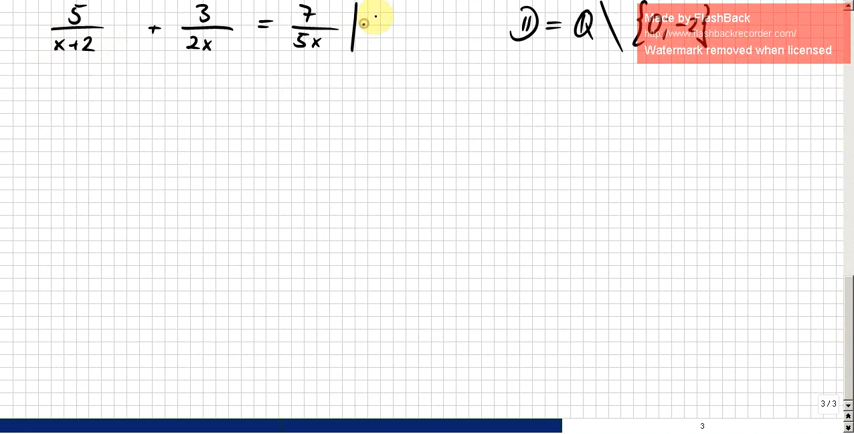 5/(x+2) + 3/(2x) = 7/(5x) | · D = Q \ {0, -2}
Made by FlashBack
http://www.flashbackrecorder.com/
Watermark removed when licensed
3 / 3
3